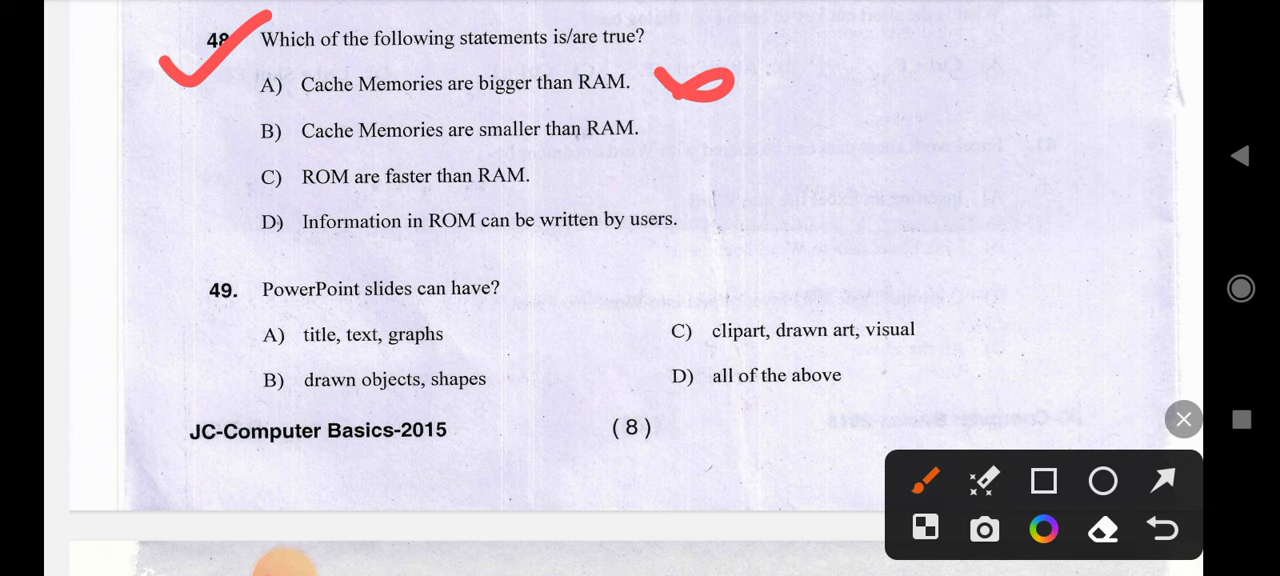 48 Which of the following statements is/are true?
A) Cache Memories are bigger than RAM.
B) Cache Memories are smaller than RAM.
C) ROM are faster than RAM.
D) Information in ROM can be written by users.
49. PowerPoint slides can have?
A) title, text, graphs
C) clipart, drawn art, visual
B) drawn objects, shapes
D) all of the above
JC-Computer Basics-2015 ( 8 )